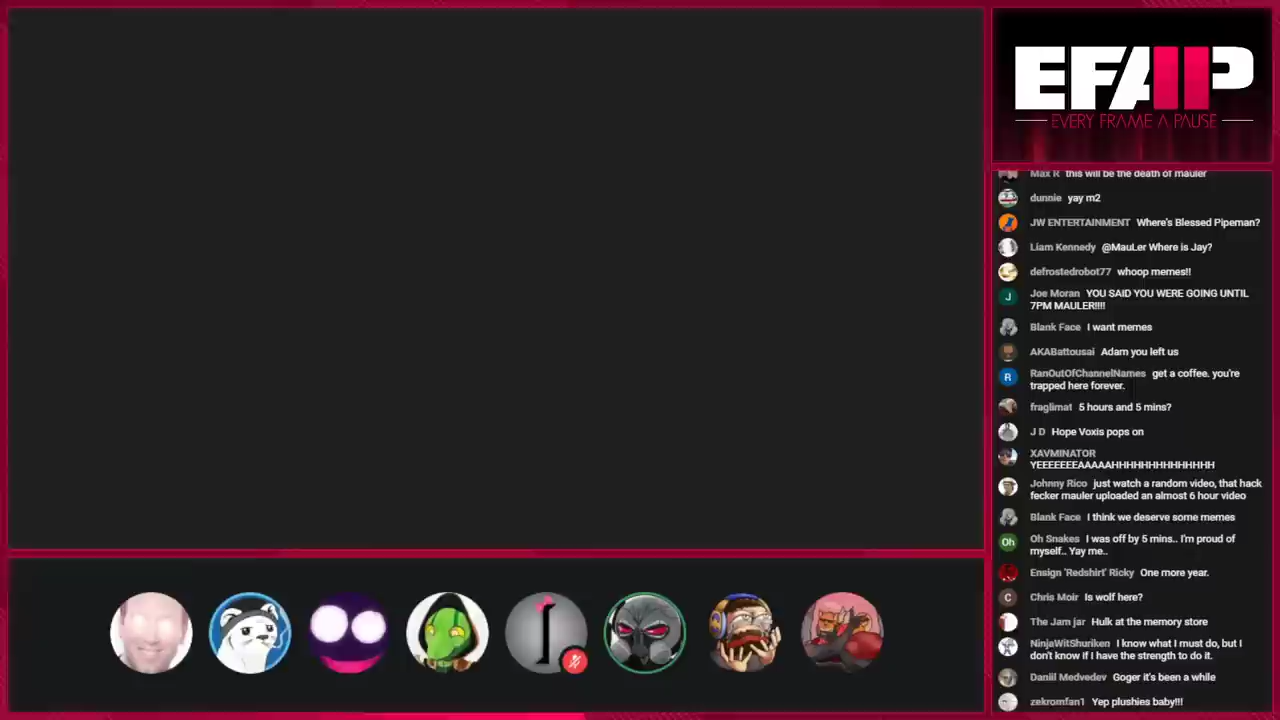 EFAP
EVERY FRAME A PAUSE
Max R this will be the death of mauler
dunnie yay m2
JW ENTERTAINMENT Where's Blessed Pipeman?
Liam Kennedy @MauLer Where is Jay?
defrostedrobot77 whoop memes!!
J
Joe Moran YOU SAID YOU WERE GOING UNTIL
7PM MAULER!!!!
Blank Face I want memes
AKABattousai Adam you left us
R
RanOutOfChannelNames get a coffee. you're
trapped here forever.
fraglimat 5 hours and 5 mins?
J D Hope Voxis pops on
XAVMINATOR
YEEEEEEEAAAAAHHHHHHHHHHHHHH
Johnny Rico just watch a random video, that hack
fecker mauler uploaded an almost 6 hour video
Blank Face I think we deserve some memes
Oh
Oh Snakes I was off by 5 mins.. I'm proud of
myself.. Yay me..
Ensign 'Redshirt' Ricky One more year.
C
Chris Moir Is wolf here?
The Jam jar Hulk at the memory store
NinjaWitShuriken I know what I must do, but I
don't know if I have the strength to do it.
Daniil Medvedev Goger it's been a while
zekromfan1 Yep plushies baby!!!